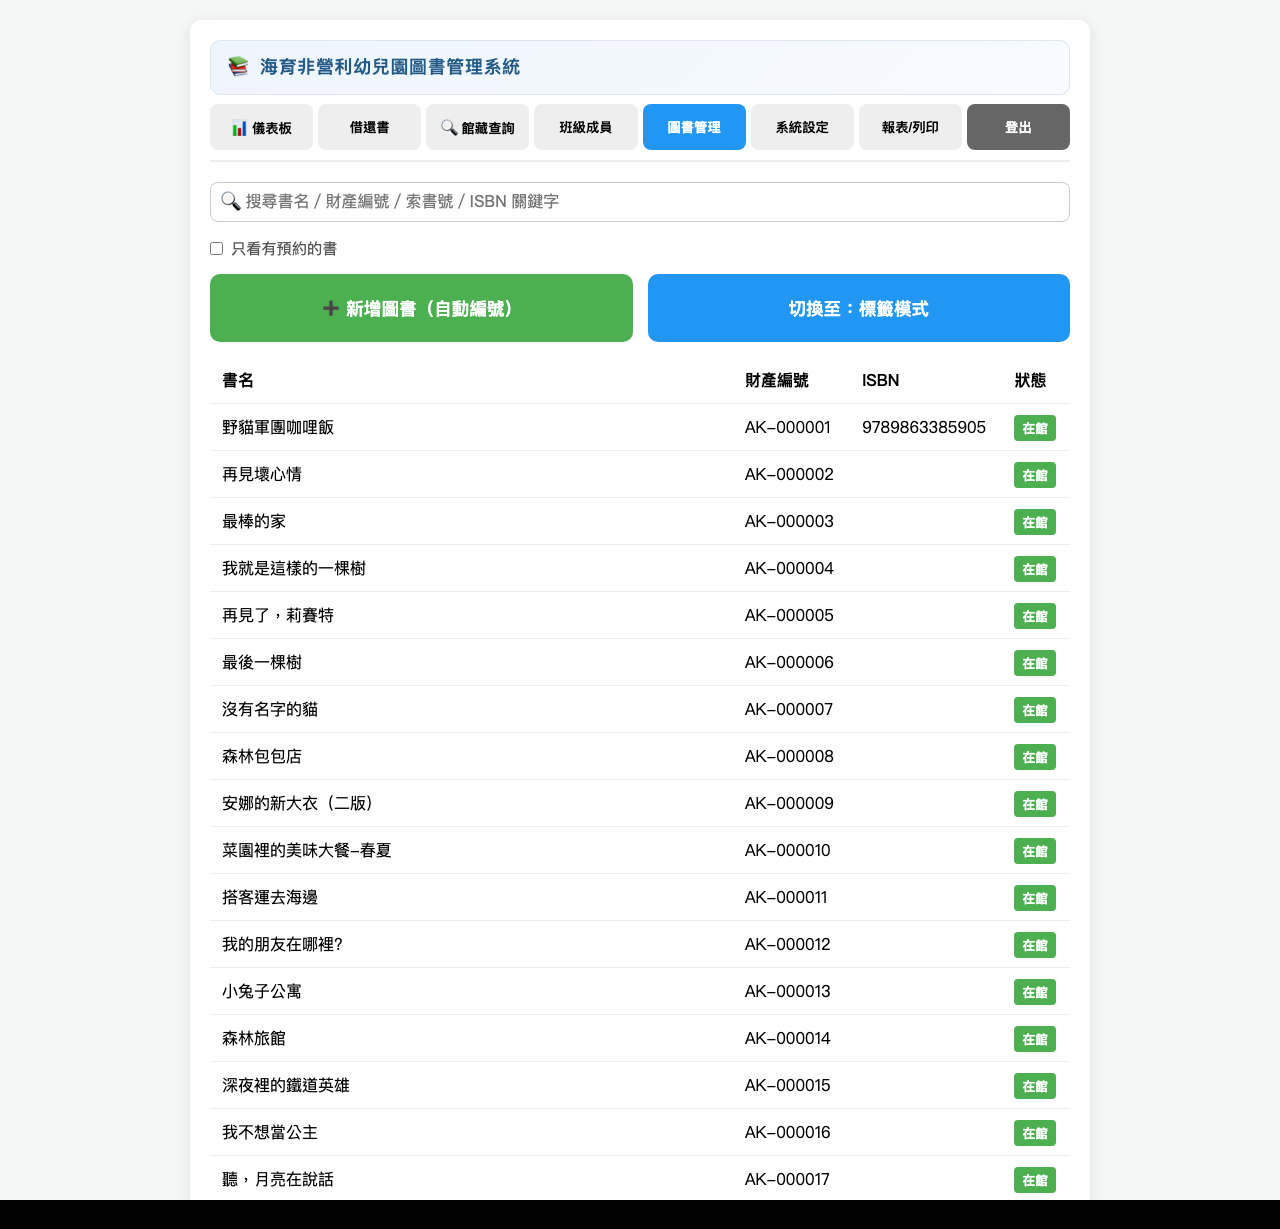 📚 海育非營利幼兒園圖書管理系統
📊 儀表板 借還書 🔍 館藏查詢 班級成員 圖書管理 系統設定 報表/列印 登出
🔍 搜尋書名 / 財產編號 / 索書號 / ISBN 關鍵字
只看有預約的書
➕ 新增圖書（自動編號） 切換至：標籤模式
書名 財產編號 ISBN 狀態
野貓軍團咖哩飯 AK-000001 9789863385905 在館
再見壞心情 AK-000002 在館
最棒的家 AK-000003 在館
我就是這樣的一棵樹 AK-000004 在館
再見了，莉賽特 AK-000005 在館
最後一棵樹 AK-000006 在館
沒有名字的貓 AK-000007 在館
森林包包店 AK-000008 在館
安娜的新大衣（二版） AK-000009 在館
菜園裡的美味大餐-春夏 AK-000010 在館
搭客運去海邊 AK-000011 在館
我的朋友在哪裡? AK-000012 在館
小兔子公寓 AK-000013 在館
森林旅館 AK-000014 在館
深夜裡的鐵道英雄 AK-000015 在館
我不想當公主 AK-000016 在館
聽，月亮在說話 AK-000017 在館